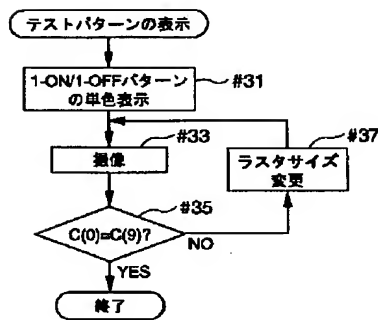 テストパターンの表示
1-ON/1-OFFパターン
の単色表示
#31
#33
撮像
#37
ラスタサイズ
変更
#35
C(0)=C(9)?
NO
YES
終了